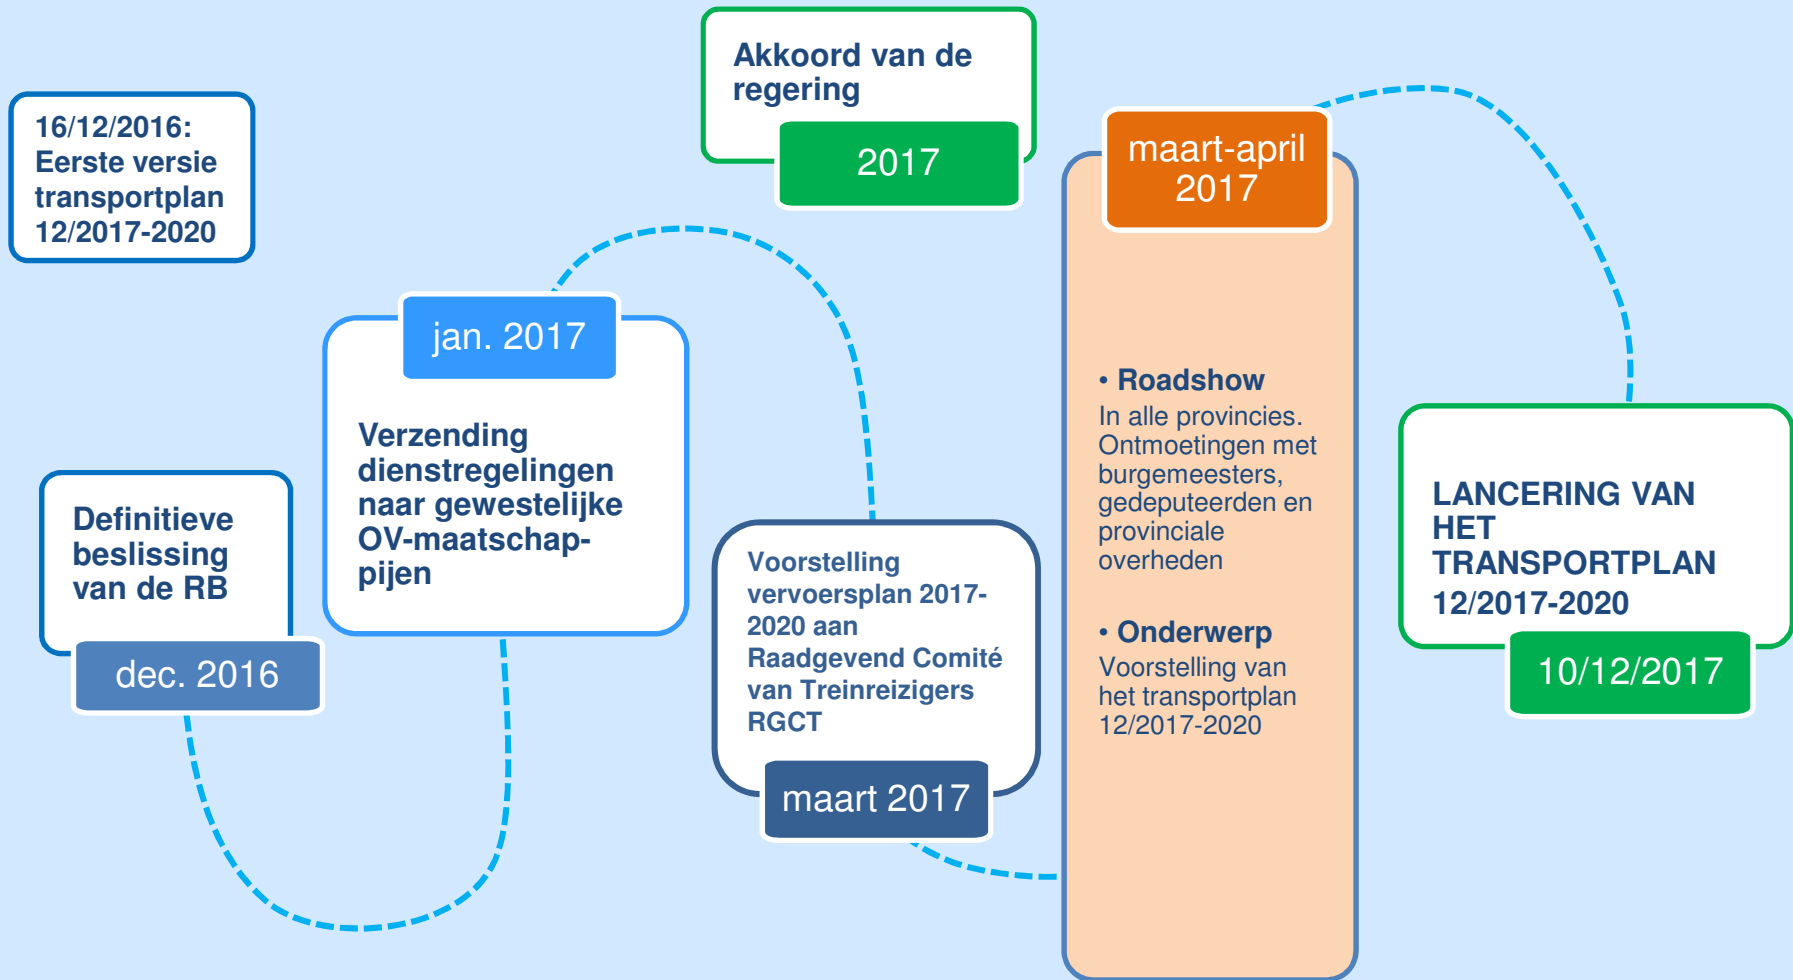 16/12/2016:
Eerste versie
transportplan
12/2017-2020
Definitieve
beslissing
van de RB
dec. 2016
jan. 2017
Verzending
dienstregelingen
naar gewestelijke
OV-maatschap-
pijen
Akkoord van de
regering
2017
Voorstelling
vervoersplan 2017-
2020 aan
Raadgevend Comité
van Treinreizigers
RGCT
maart 2017
maart-april
2017
• Roadshow
In alle provincies.
Ontmoetingen met
burgemeesters,
gedeputeerden en
provinciale
overheden
• Onderwerp
Voorstelling van
het transportplan
12/2017-2020
LANCERING VAN
HET
TRANSPORTPLAN
12/2017-2020
10/12/2017